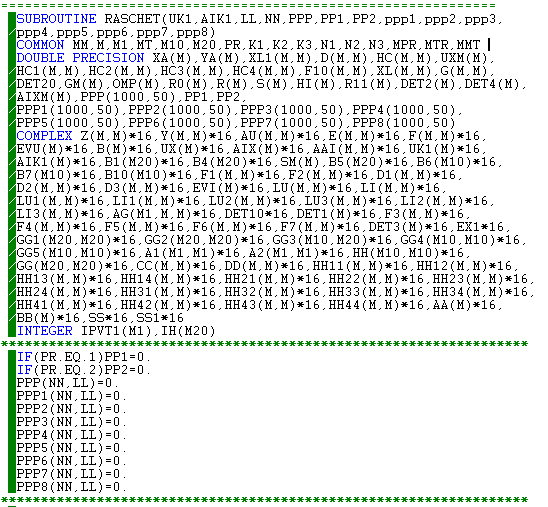 SUBROUTINE RASCHET(UK1,AIK1,LL,NN,PPP,PP1,PP2,ppp1,ppp2,ppp3,
/ppp4,ppp5,ppp6,ppp7,ppp8)
COMMON MM,M,M1,MT,M10,M20,PR,K1,K2,K3,N1,N2,N3,MPR,MTR,MMT
DOUBLE PRECISION XA(M),YA(M),XL1(M,M),D(M,M),HC(M,M),UXM(M),
/HC1(M,M),HC2(M,M),HC3(M,M),HC4(M,M),F10(M,M),XL(M,M),G(M,M),
/DET20,GM(M),OMP(M),R0(M),R(M),S(M),HI(M),R11(M),DET2(M),DET4(M),
/AIXM(M),PPP(1000,50),PP1,PP2,
/PPP1(1000,50),PPP2(1000,50),PPP3(1000,50),PPP4(1000,50),
/PPP5(1000,50),PPP6(1000,50),PPP7(1000,50),PPP8(1000,50)
COMPLEX Z(M,M)*16,Y(M,M)*16,AU(M,M)*16,E(M,M)*16,F(M,M)*16,
/EVU(M)*16,B(M)*16,UX(M)*16,AIX(M)*16,AAI(M,M)*16,UK1(M)*16,
/AIK1(M)*16,B1(M20)*16,B4(M20)*16,SM(M),B5(M20)*16,B6(M10)*16,
/B7(M10)*16,B10(M10)*16,F1(M,M)*16,F2(M,M)*16,D1(M,M)*16,
/D2(M,M)*16,D3(M,M)*16,EVI(M)*16,LU(M,M)*16,LI(M,M)*16,
/LU1(M,M)*16,LI1(M,M)*16,LU2(M,M)*16,LU3(M,M)*16,LI2(M,M)*16,
/LI3(M,M)*16,AG(M1,M,M)*16,DET10*16,DET1(M)*16,F3(M,M)*16,
/F4(M,M)*16,F5(M,M)*16,F6(M,M)*16,F7(M,M)*16,DET3(M)*16,EX1*16,
/GG1(M20,M20)*16,GG2(M20,M20)*16,GG3(M10,M20)*16,GG4(M10,M10)*16,
/GG5(M10,M10)*16,A1(M1,M1)*16,A2(M1,M1)*16,HH(M10,M10)*16,
/GG(M20,M20)*16,CC(M,M)*16,DD(M,M)*16,HH11(M,M)*16,HH12(M,M)*16,
/HH13(M,M)*16,HH14(M,M)*16,HH21(M,M)*16,HH22(M,M)*16,HH23(M,M)*16,
/HH24(M,M)*16,HH31(M,M)*16,HH32(M,M)*16,HH33(M,M)*16,HH34(M,M)*16,
/HH41(M,M)*16,HH42(M,M)*16,HH43(M,M)*16,HH44(M,M)*16,AA(M)*16,
/BB(M)*16,SS*16,SS1*16
INTEGER IPVT1(M1),IH(M20)
IF(PR.EQ.1)PP1=0.
IF(PR.EQ.2)PP2=0.
PPP(NN,LL)=0.
PPP1(NN,LL)=0.
PPP2(NN,LL)=0.
PPP3(NN,LL)=0.
PPP4(NN,LL)=0.
PPP5(NN,LL)=0.
PPP6(NN,LL)=0.
PPP7(NN,LL)=0.
PPP8(NN,LL)=0.